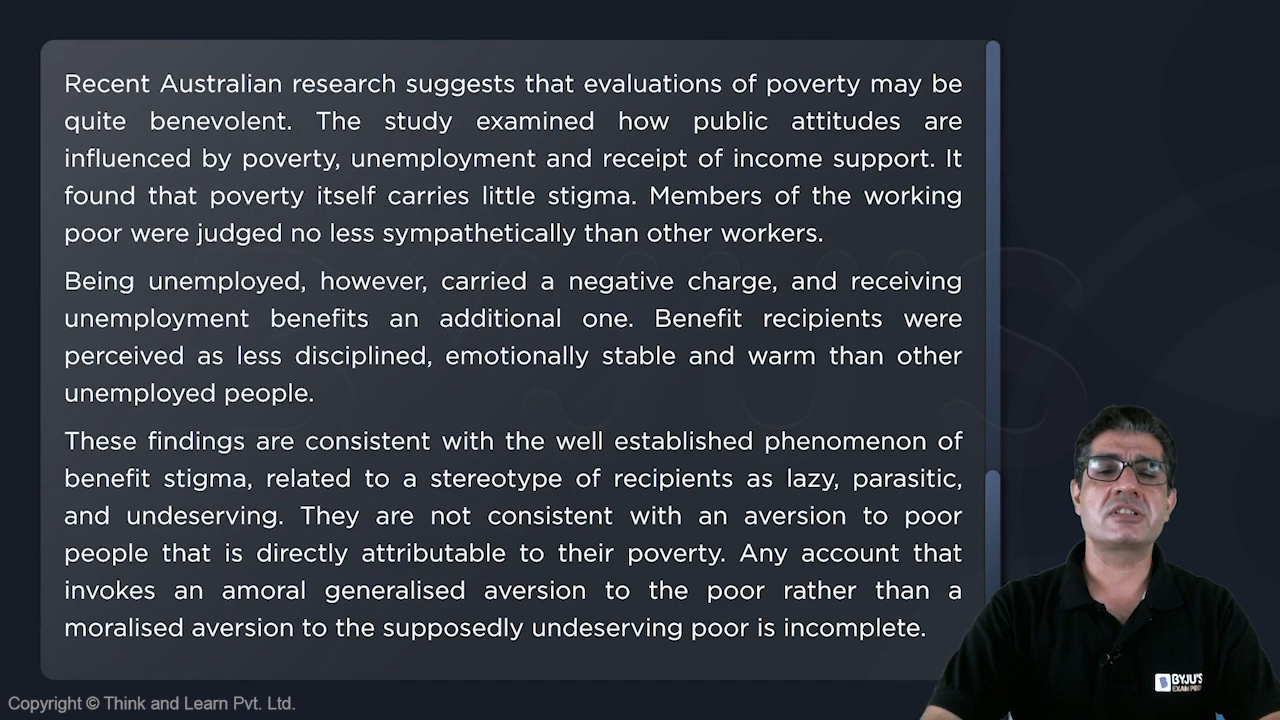 Recent Australian research suggests that evaluations of poverty may be
quite benevolent. The study examined how public attitudes are
influenced by poverty, unemployment and receipt of income support. It
found that poverty itself carries little stigma. Members of the working
poor were judged no less sympathetically than other workers.
Being unemployed, however, carried a negative charge, and receiving
unemployment benefits an additional one. Benefit recipients were
perceived as less disciplined, emotionally stable and warm than other
unemployed people.
These findings are consistent with the well established phenomenon of
benefit stigma, related to a stereotype of recipients as lazy, parasitic,
and undeserving. They are not consistent with an aversion to poor
people that is directly attributable to their poverty. Any account that
invokes an amoral generalised aversion to the poor rather than a
moralised aversion to the supposedly undeserving poor is incomplete.
BYJU'S
EXAM PREP
Copyright © Think and Learn Pvt. Ltd.